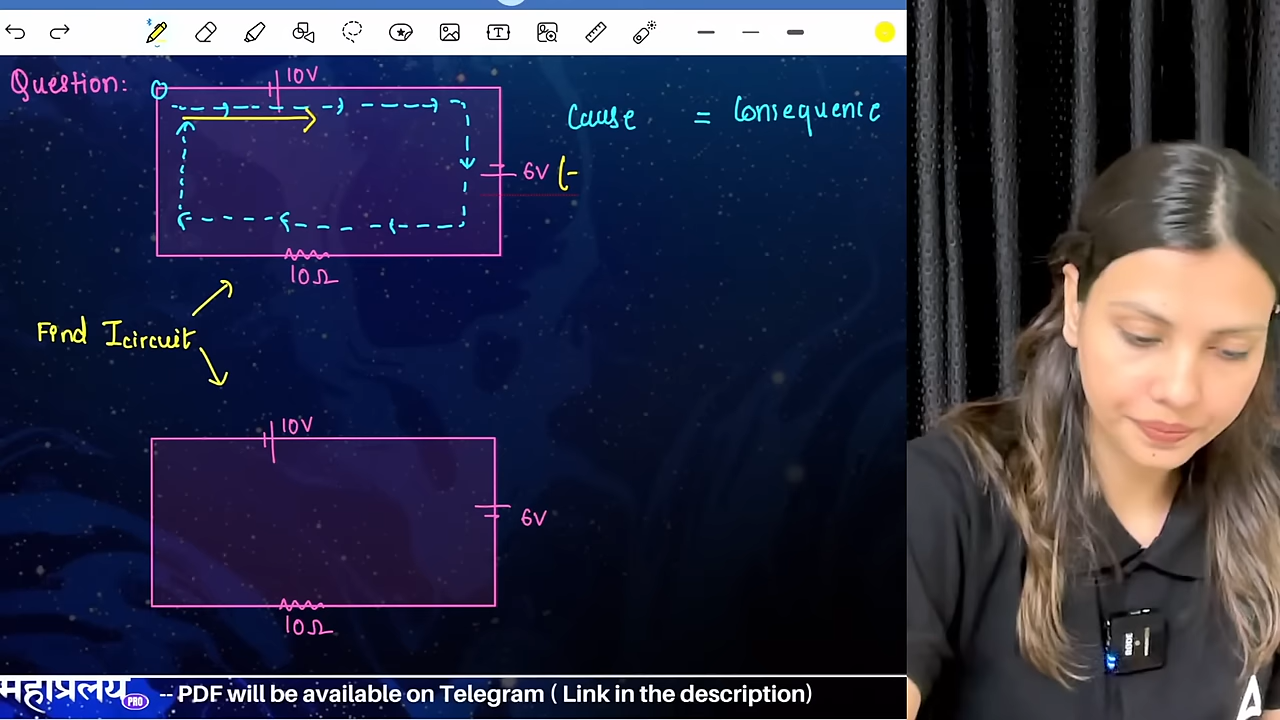 Question:
10V
Cause = Consequence
6V (-
10Ω
Find Icircuit
10V
6V
10Ω
महाप्रलय PRO -- PDF will be available on Telegram ( Link in the description)
RODE